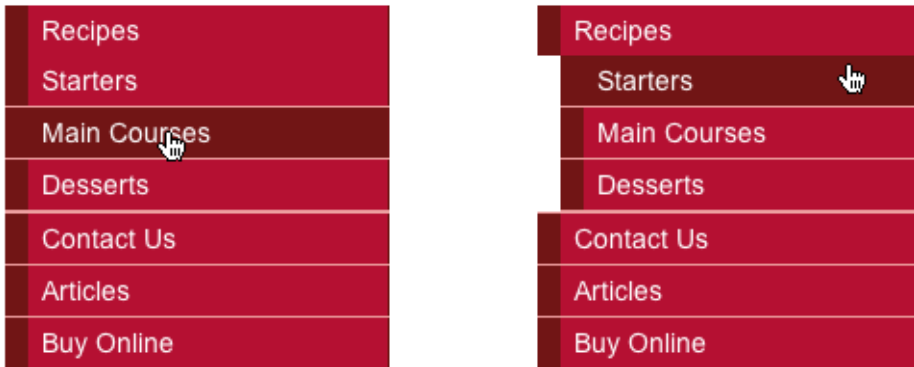 Recipes
Starters
Main Courses
Desserts
Contact Us
Articles
Buy Online
Recipes
Starters
Main Courses
Desserts
Contact Us
Articles
Buy Online